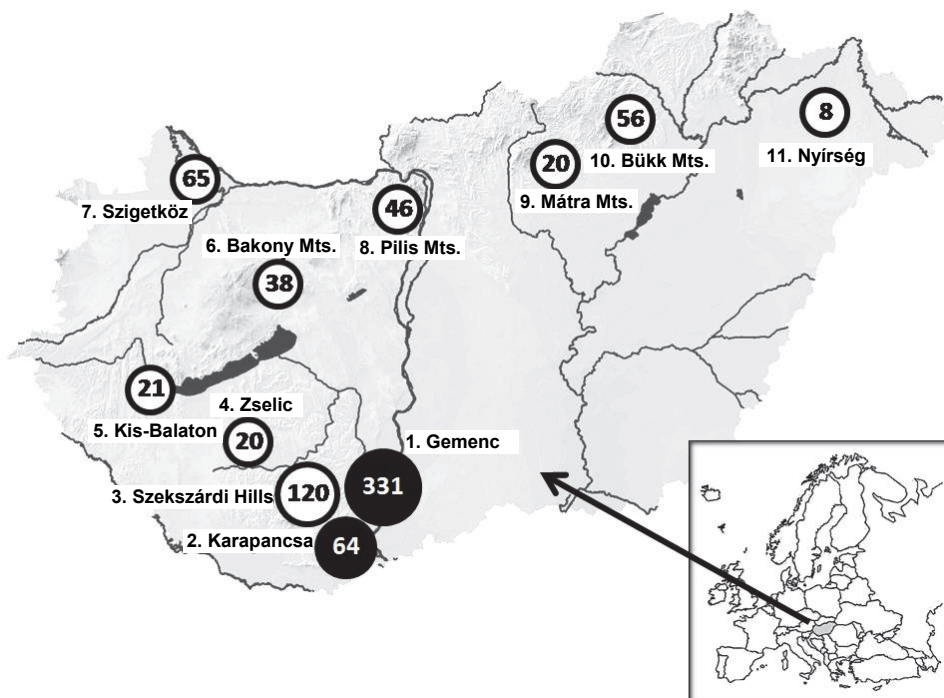 56
8
10. Bükk Mts.
11. Nyírség
20
9. Mátra Mts.
65
7. Szigetköz
46
8. Pilis Mts.
6. Bakony Mts.
38
21
5. Kis-Balaton
4. Zselic
20
1. Gemenc
331
3. Szekszárdi Hills
120
2. Karapancsa
64